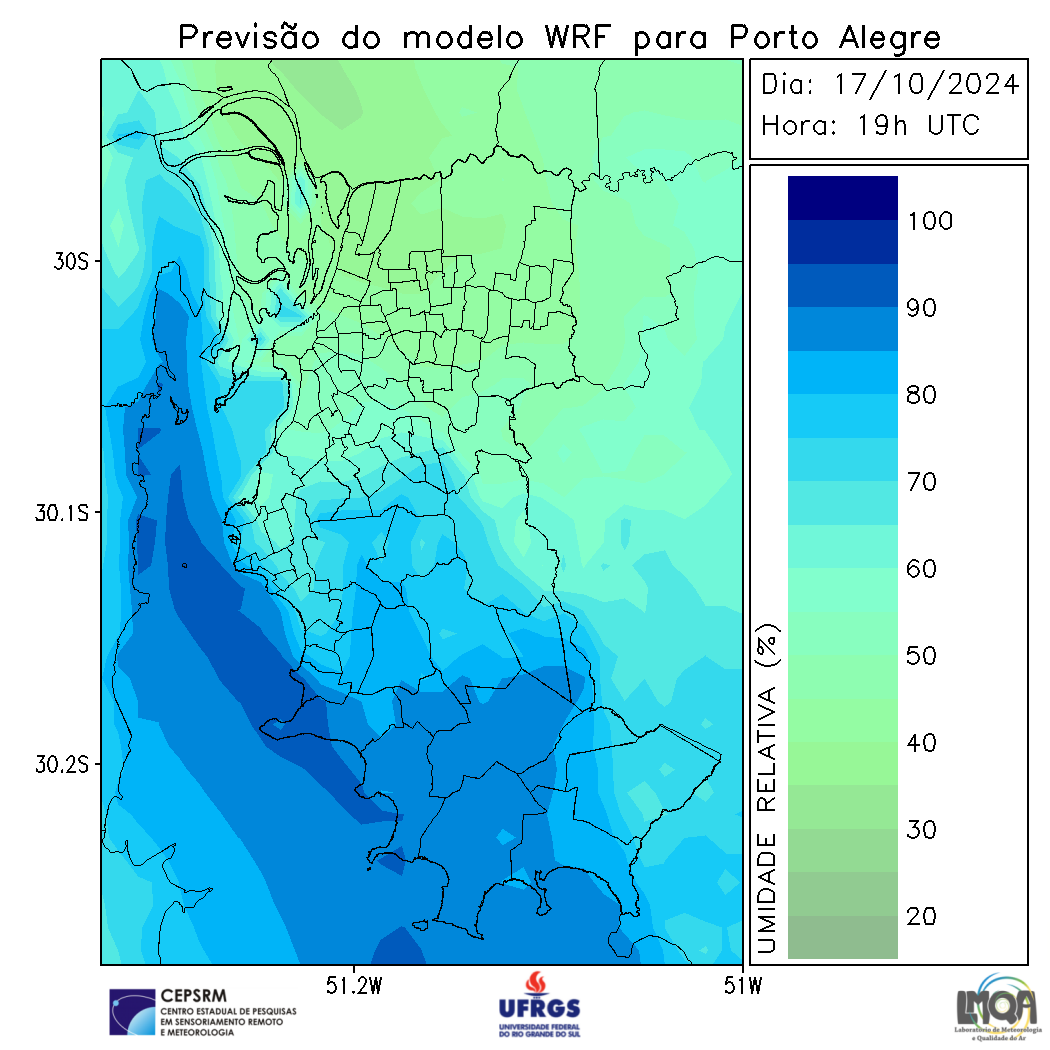 Previsão do modelo WRF para Porto Alegre
Dia: 17/10/2024
Hora: 19h UTC
100
90
80
70
60
50
40
30
20
UMIDADE RELATIVA (%)
30S
30.1S
30.2S
51.2W
51W
CEPSRM
CENTRO ESTADUAL DE PESQUISAS
EM SENSORIAMENTO REMOTO
E METEOROLOGIA
UFRGS
UNIVERSIDADE FEDERAL
DO RIO GRANDE DO SUL
LMQA
Laboratório de Meteorologia
e Qualidade do Ar